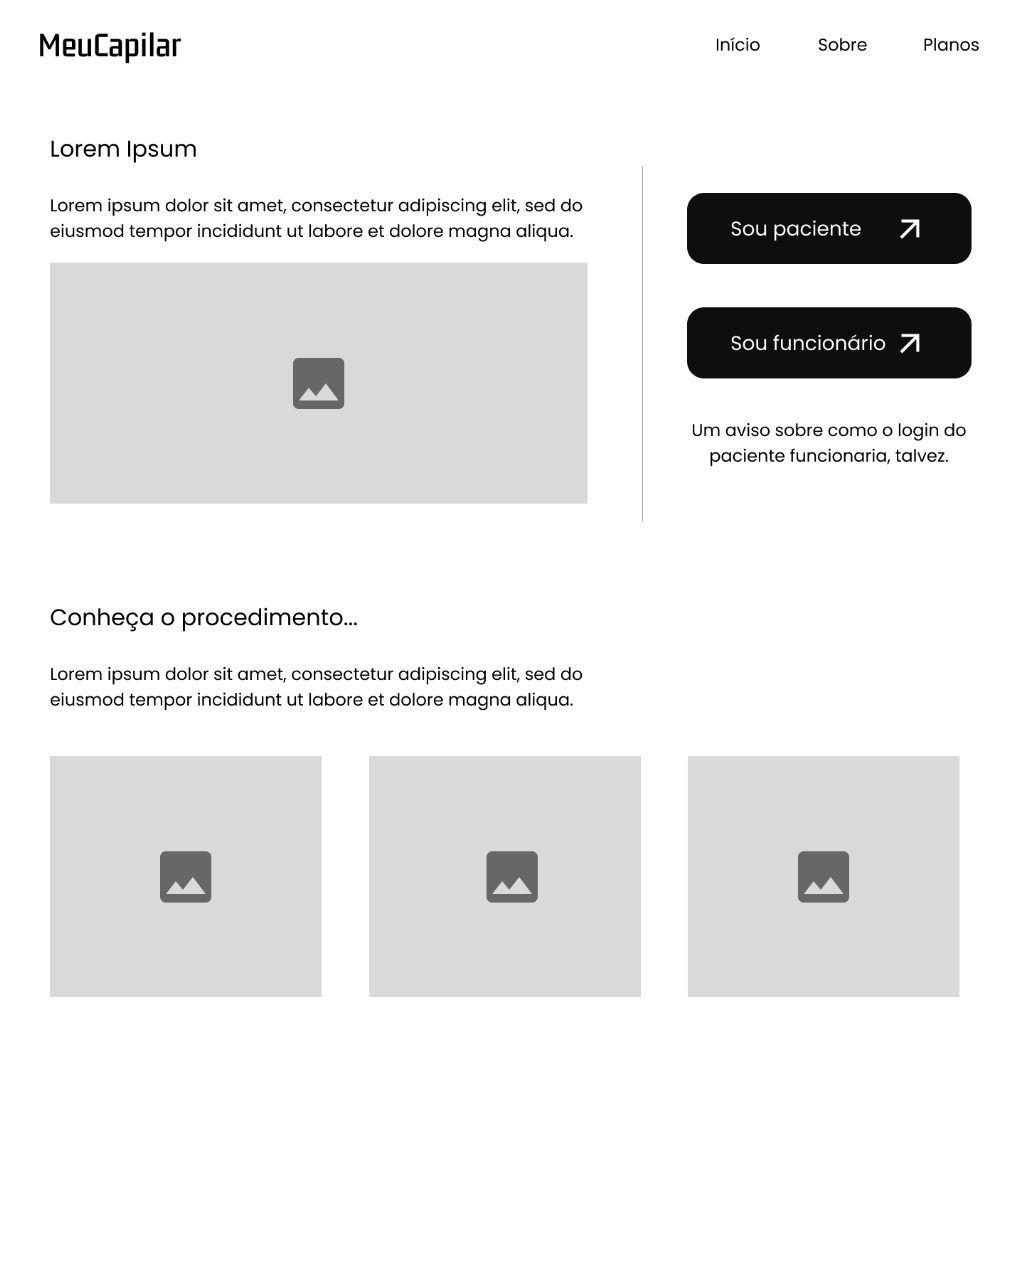 MeuCapilar
Início
Sobre
Planos
Lorem Ipsum
Lorem ipsum dolor sit amet, consectetur adipiscing elit, sed do
eiusmod tempor incididunt ut labore et dolore magna aliqua.
Sou paciente
Sou funcionário
Um aviso sobre como o login do
paciente funcionaria, talvez.
Conheça o procedimento...
Lorem ipsum dolor sit amet, consectetur adipiscing elit, sed do
eiusmod tempor incididunt ut labore et dolore magna aliqua.